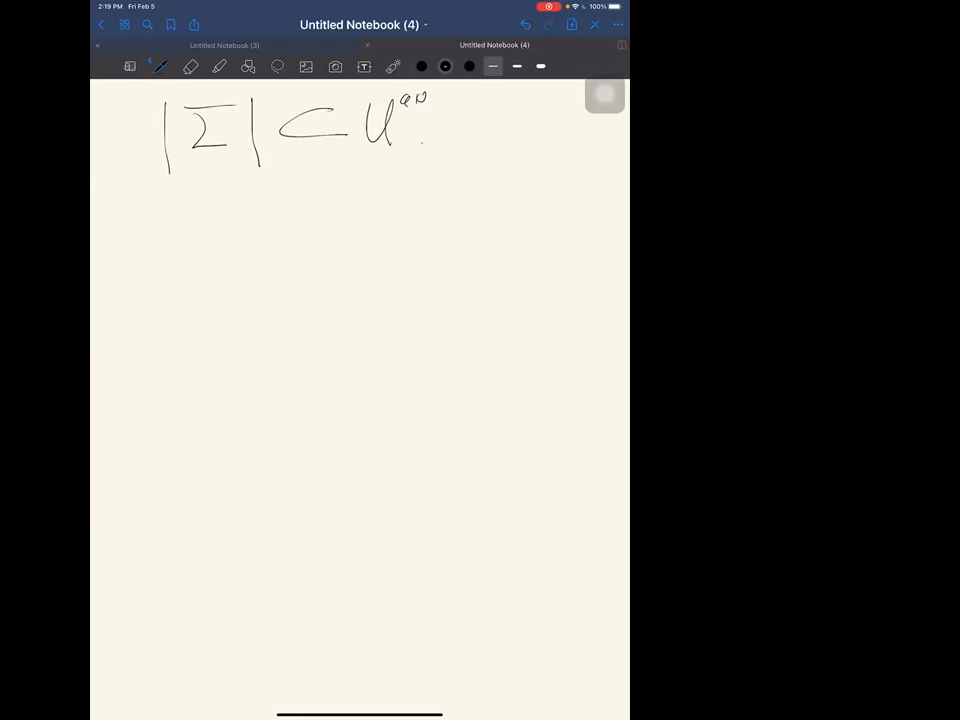 2:19 PM Fri Feb 5
100%
Untitled Notebook (4)
Untitled Notebook (3)
Untitled Notebook (4)
|Σ̅| ⊂ U^{an}.